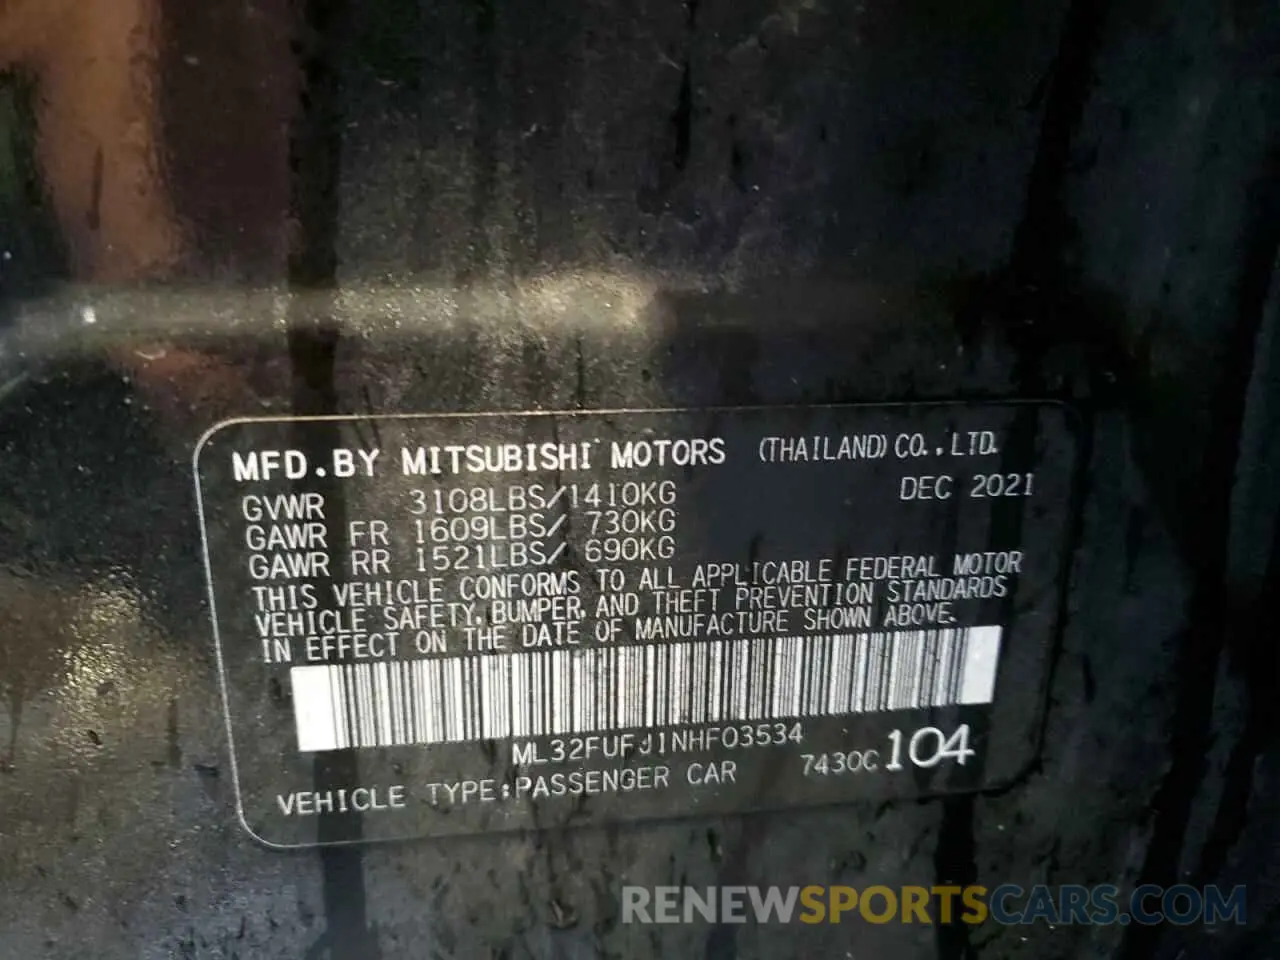 MFD.BY MITSUBISHI MOTORS (THAILAND)CO.,LTD.
GVWR 3108LBS/1410KG DEC 2021
GAWR FR 1609LBS/ 730KG
GAWR RR 1521LBS/ 690KG
THIS VEHICLE CONFORMS TO ALL APPLICABLE FEDERAL MOTOR
VEHICLE SAFETY, BUMPER, AND THEFT PREVENTION STANDARDS
IN EFFECT ON THE DATE OF MANUFACTURE SHOWN ABOVE.
ML32FUFJ1NHF03534
7430C 104
VEHICLE TYPE:PASSENGER CAR
RENEWSPORTSCARS.COM